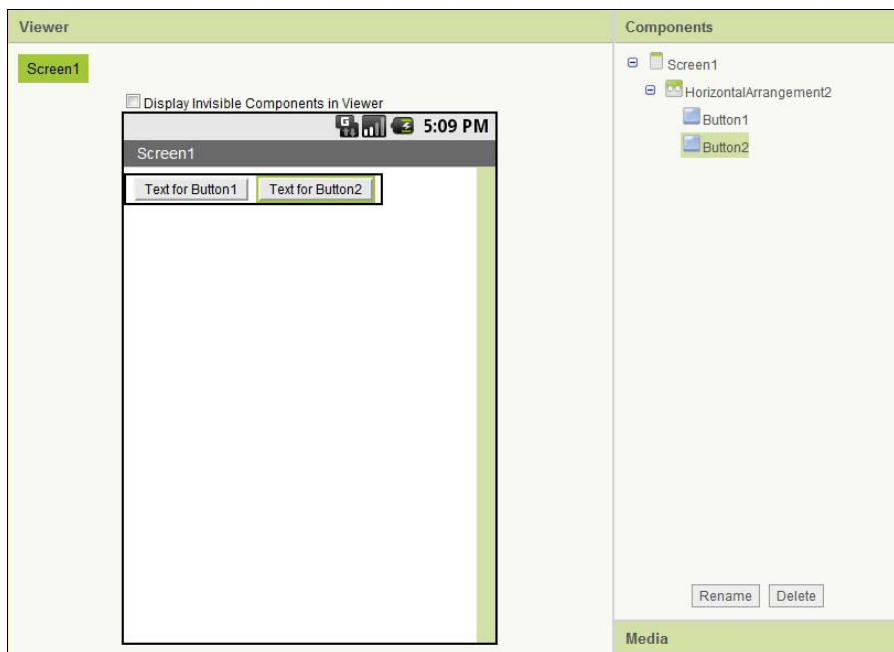 Viewer
Screen1
Display Invisible Components in Viewer
G
5:09 PM
Screen1
Text for Button1
Text for Button2
Components
Screen1
HorizontalArrangement2
Button1
Button2
Rename
Delete
Media